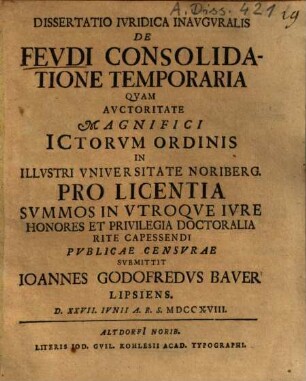 A. Diss. 421
19
DISSERTATIO IVRIDICA INAVGVRALIS
DE
FEVDI CONSOLIDA-
TIONE TEMPORARIA
QVAM
AVCTORITATE
MAGNIFICI
ICTORVM ORDINIS
IN
ILLVSTRI VNIVERSITATE NORIBERG.
PRO LICENTIA
SVMMOS IN VTROQVE IVRE
HONORES ET PRIVILEGIA DOCTORALIA
RITE CAPESSENDI
PVBLICAE CENSVRAE
SVBMITTIT
IOANNES GODOFREDVS BAVER
LIPSIENS.
D. XXVII. IVNII A. R. S. MDCCXVIII.
ALTDORFI NORIB.
LITERIS IOD. GVIL. KOHLESII ACAD. TYPOGRAPHI.